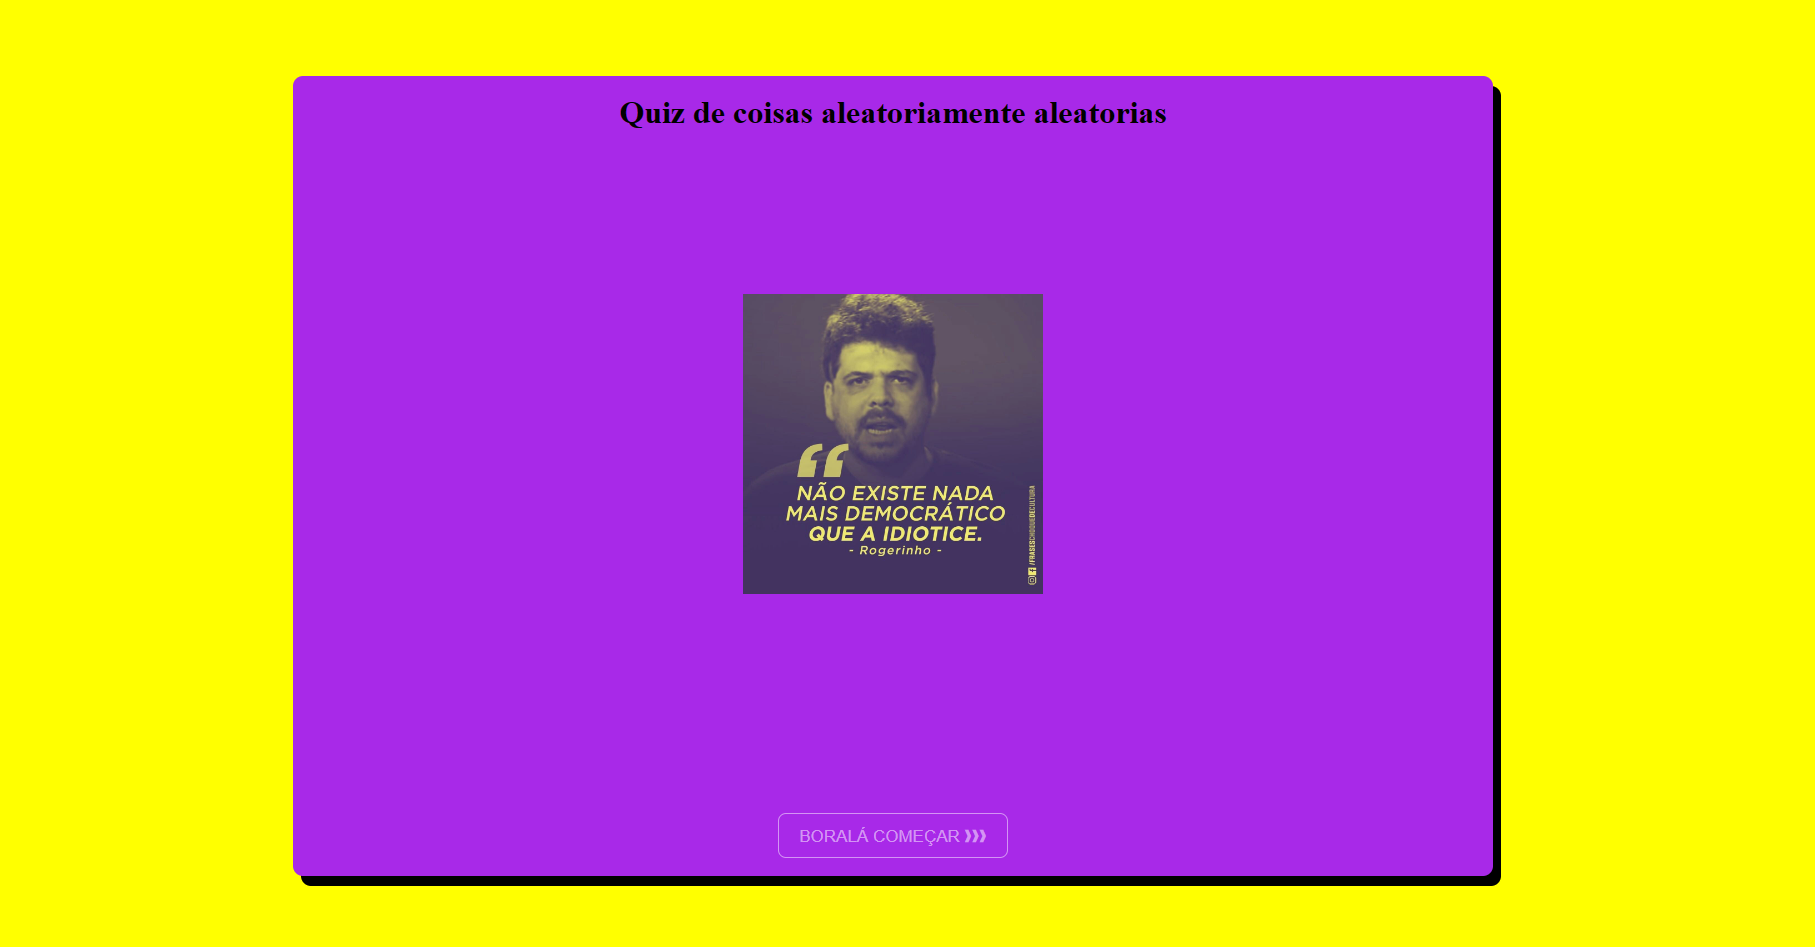 Quiz de coisas aleatoriamente aleatorias
“
NÃO EXISTE NADA
MAIS DEMOCRÁTICO
QUE A IDIOTICE.
- Rogerinho -
/FRASESCHOQUEDECULTURA
BORALÁ COMEÇAR ❱❱❱